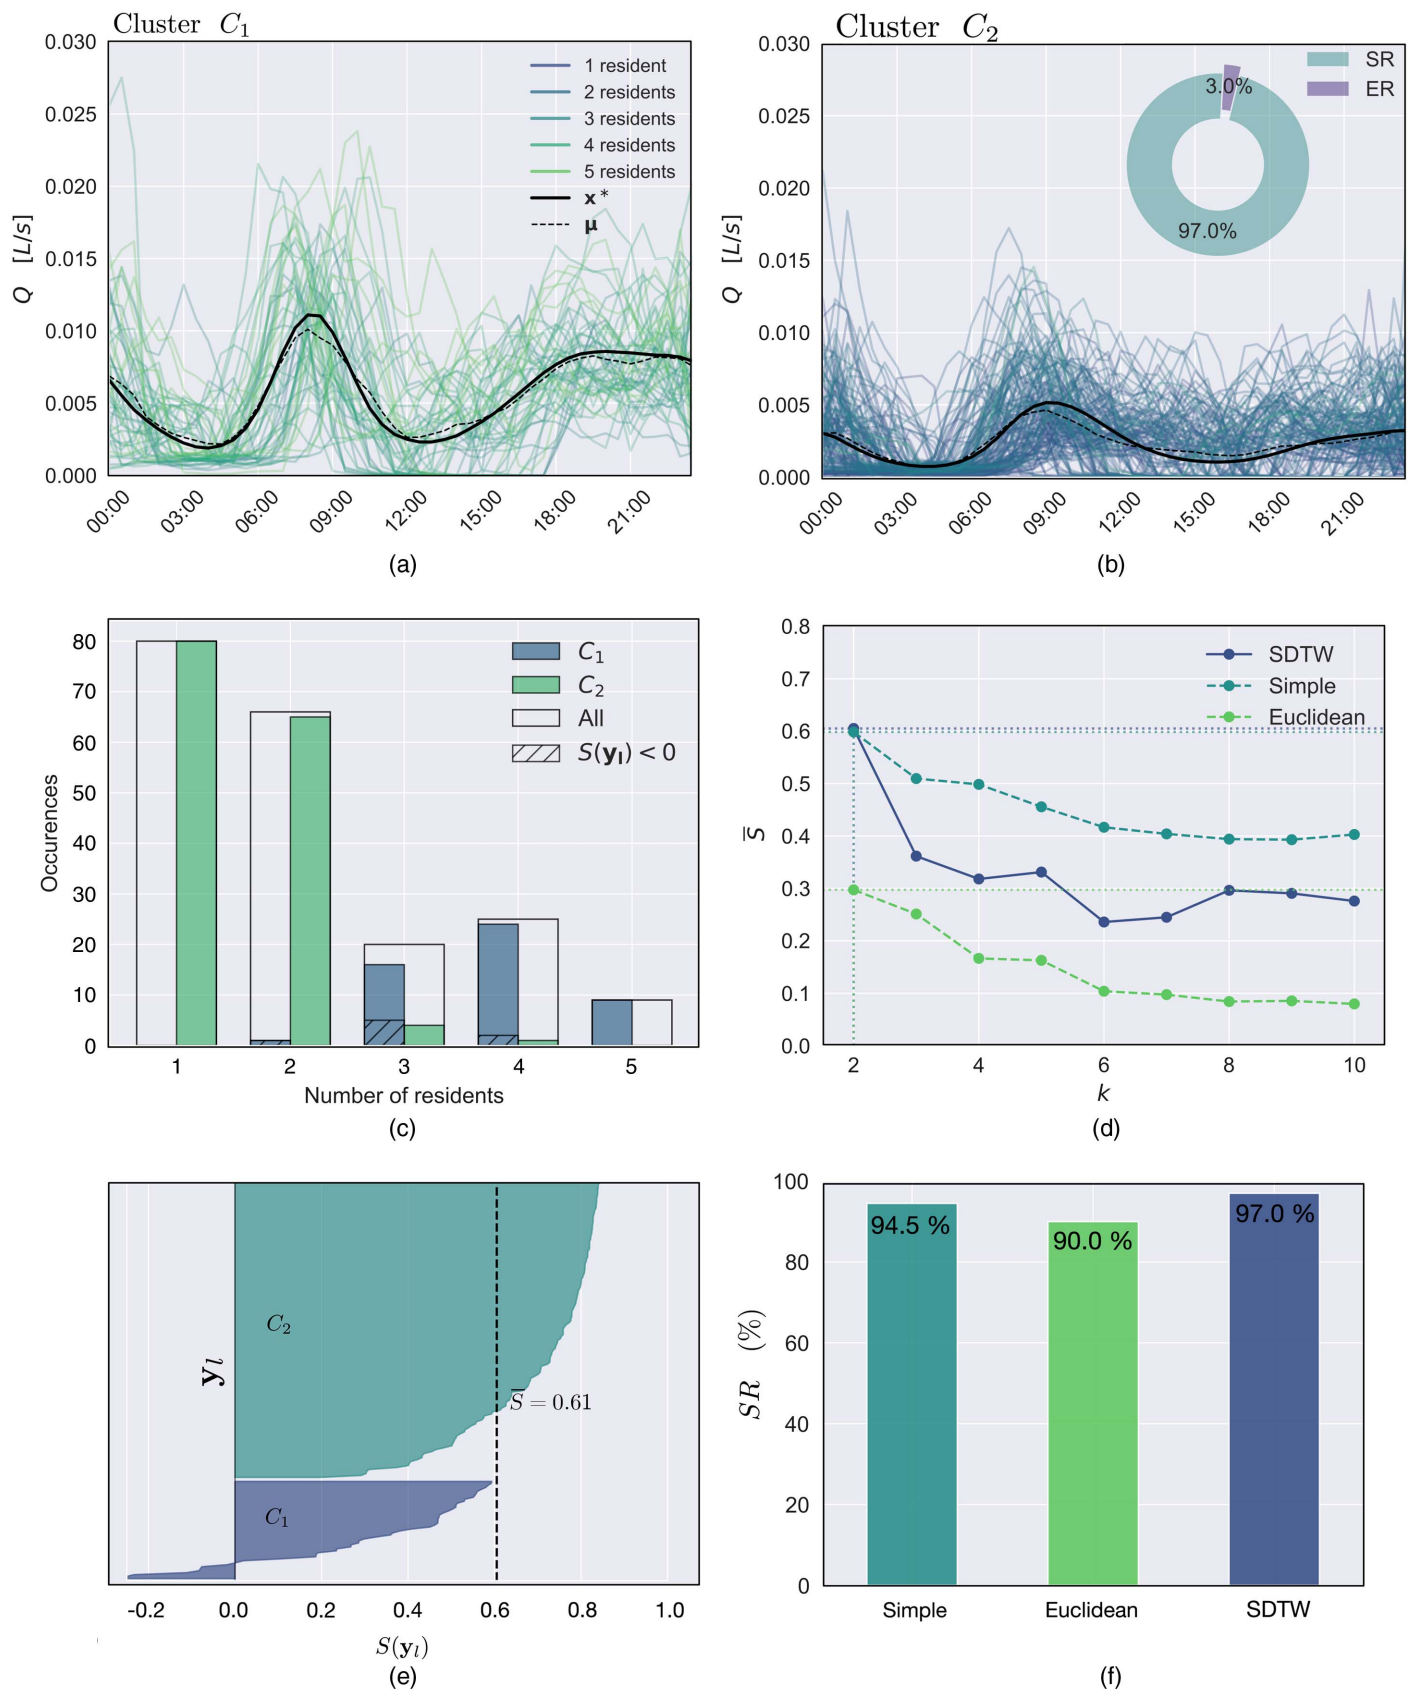 Cluster C1
0.030
0.025
0.020
0.015
0.010
0.005
0.000
Q [L/s]
1 resident
2 residents
3 residents
4 residents
5 residents
x*
μ
00:00 03:00 06:00 09:00 12:00 15:00 18:00 21:00
(a)
Cluster C2
0.030
0.025
0.020
0.015
0.010
0.005
0.000
Q [L/s]
SR
ER
3.0%
97.0%
00:00 03:00 06:00 09:00 12:00 15:00 18:00 21:00
(b)
80
70
60
50
40
30
20
10
0
Occurences
C1
C2
All
S(yl) < 0
1 2 3 4 5
Number of residents
(c)
0.8
0.7
0.6
0.5
0.4
0.3
0.2
0.1
0.0
S̅
SDTW
Simple
Euclidean
2 4 6 8 10
k
(d)
yl
C2
S̅ = 0.61
C1
-0.2 0.0 0.2 0.4 0.6 0.8 1.0
S(yl)
(e)
100
80
60
40
20
0
SR (%)
94.5 %
90.0 %
97.0 %
Simple Euclidean SDTW
(f)